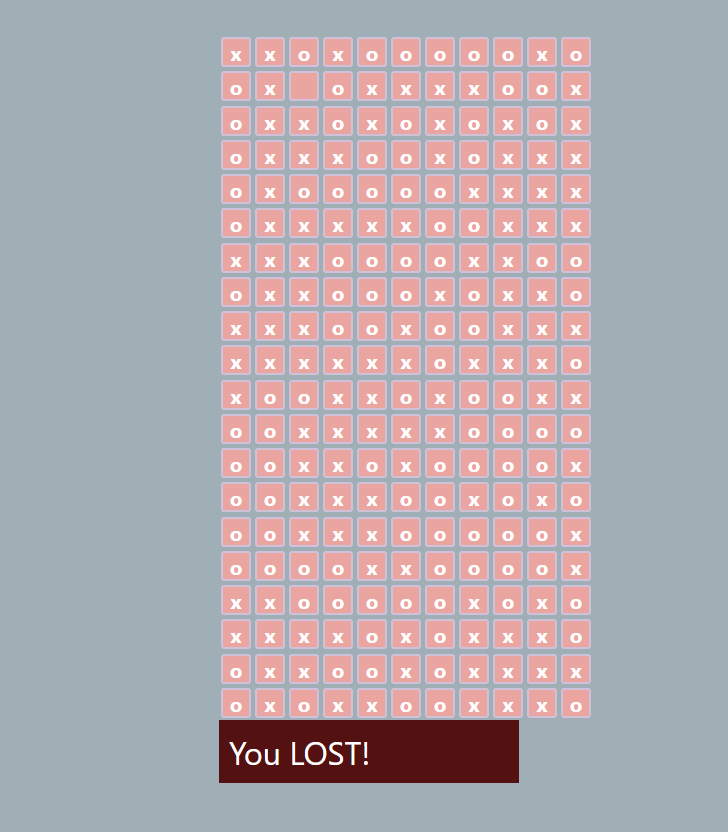 x x o x o o o o o x o
o x o x x x x o o x
o x x o x o x o x o x
o x x x o o x o x x x
o x o o o o o x x x x
o x x x x x o o x x x
x x x o o o o x x o o
o x x o o o x o x x o
x x x o o x o o x x x
x x x x x x o x x x o
x o o x x o x o o x x
o o x x x x x o o o o
o o x x o x o o o o x
o o x x x o o x o x o
o o x x x o o o o o x
o o o o x x o o o o x
x x o o o o o x o x o
x x x x o x o x x x o
o x x o o x o x x x x
o x o x x o o x x x o
You LOST!